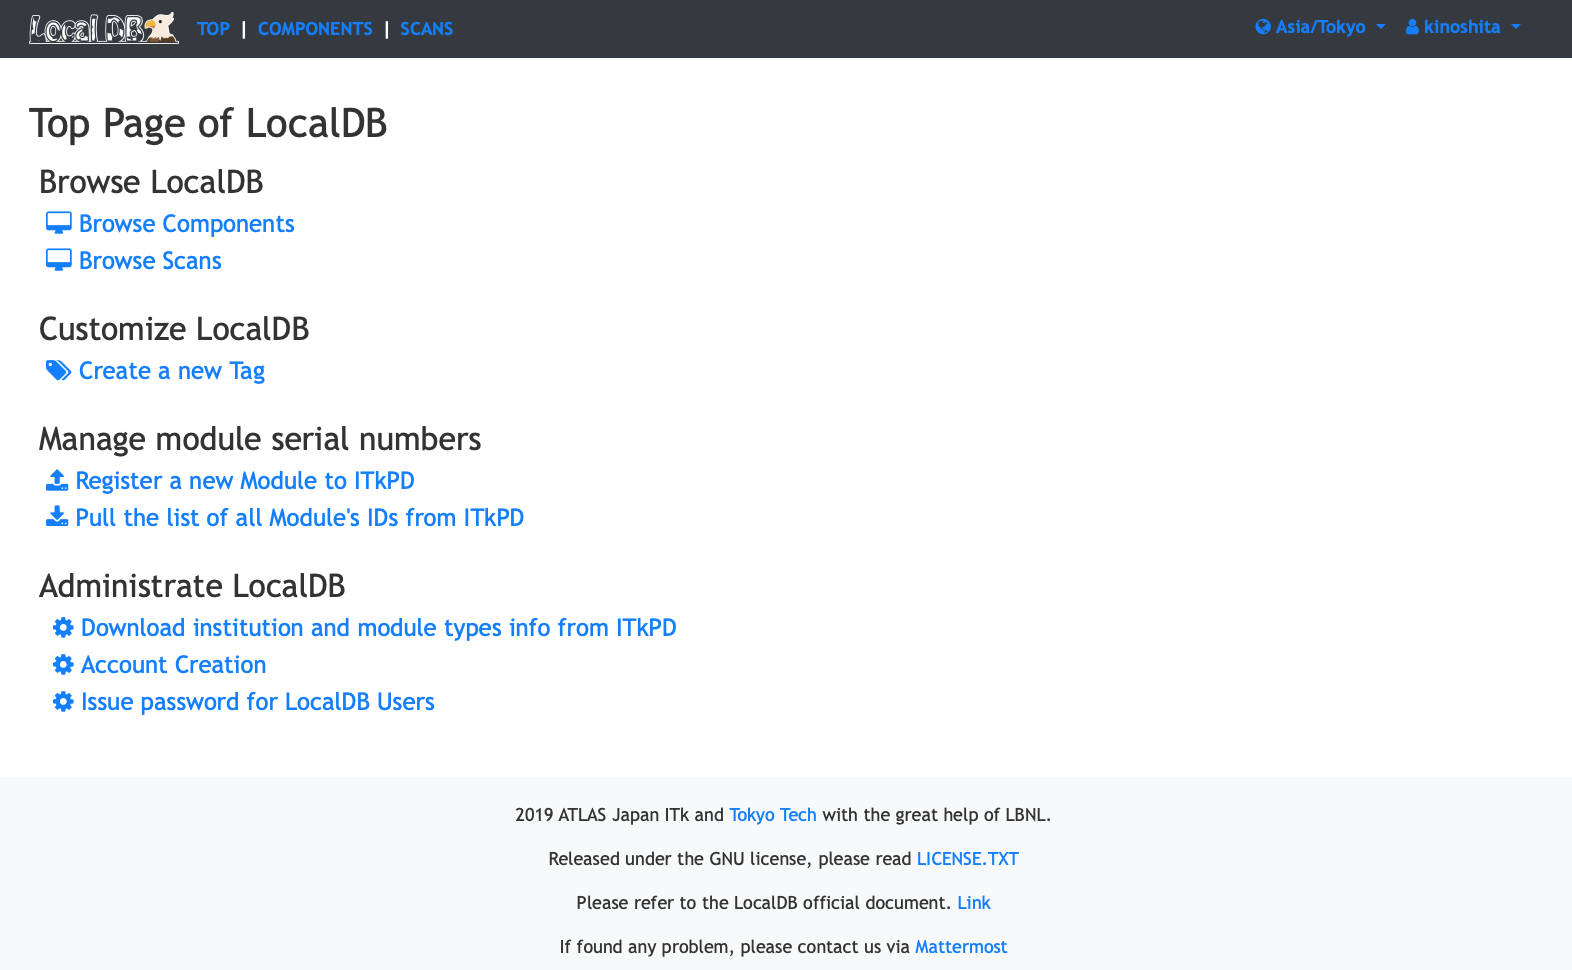 LocalDB TOP | COMPONENTS | SCANS Asia/Tokyo kinoshita
Top Page of LocalDB
Browse LocalDB
Browse Components
Browse Scans
Customize LocalDB
Create a new Tag
Manage module serial numbers
Register a new Module to ITkPD
Pull the list of all Module's IDs from ITkPD
Administrate LocalDB
Download institution and module types info from ITkPD
Account Creation
Issue password for LocalDB Users
2019 ATLAS Japan ITk and Tokyo Tech with the great help of LBNL.
Released under the GNU license, please read LICENSE.TXT
Please refer to the LocalDB official document. Link
If found any problem, please contact us via Mattermost